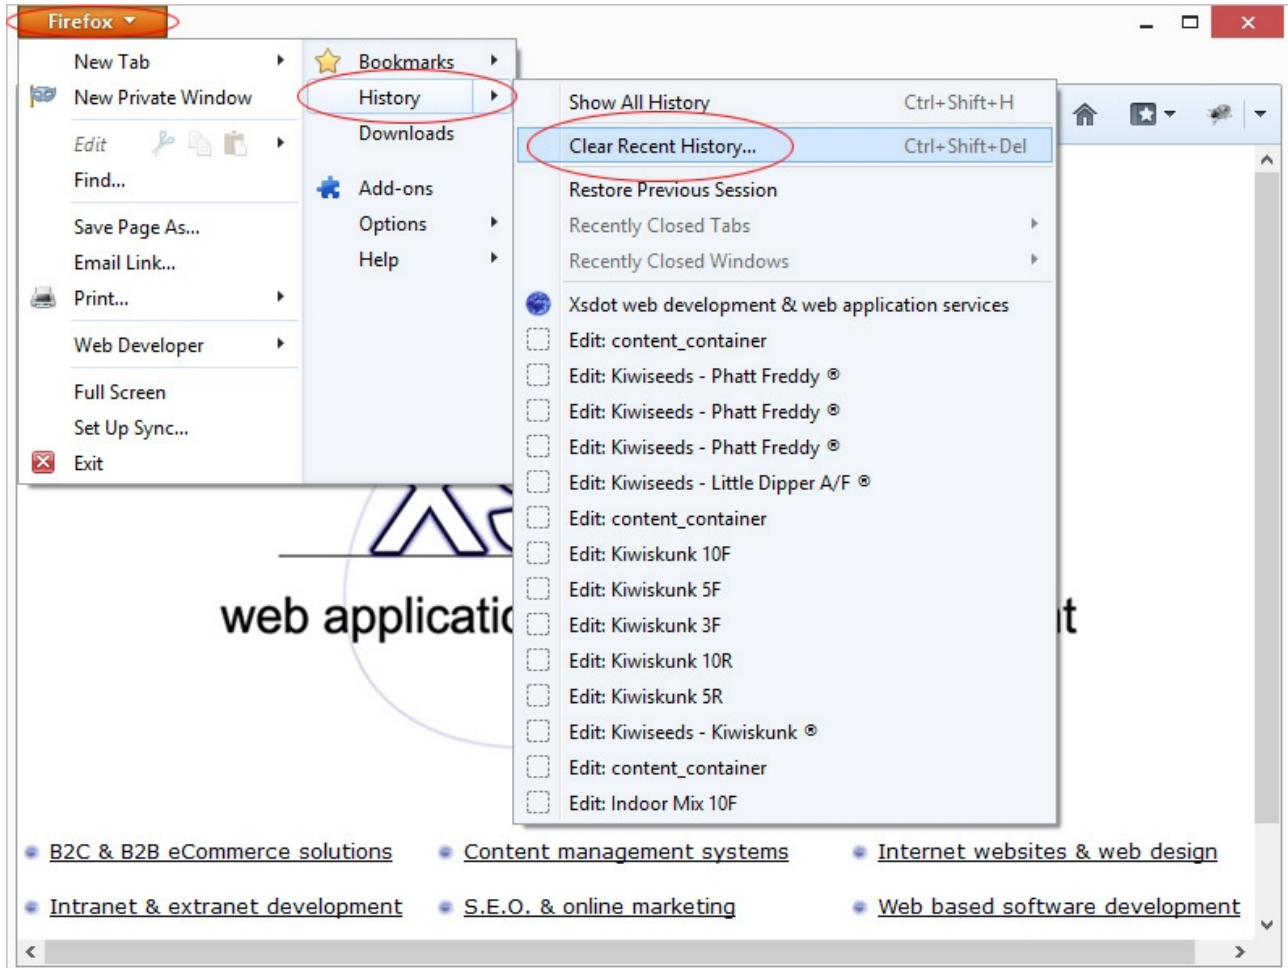 Firefox
New Tab
New Private Window
Edit
Find...
Save Page As...
Email Link...
Print...
Web Developer
Full Screen
Set Up Sync...
Exit
Bookmarks
History
Downloads
Add-ons
Options
Help
Show All History Ctrl+Shift+H
Clear Recent History... Ctrl+Shift+Del
Restore Previous Session
Recently Closed Tabs
Recently Closed Windows
Xsdot web development & web application services
Edit: content_container
Edit: Kiwiseeds - Phatt Freddy ®
Edit: Kiwiseeds - Phatt Freddy ®
Edit: Kiwiseeds - Phatt Freddy ®
Edit: Kiwiseeds - Little Dipper A/F ®
Edit: content_container
Edit: Kiwiskunk 10F
Edit: Kiwiskunk 5F
Edit: Kiwiskunk 3F
Edit: Kiwiskunk 10R
Edit: Kiwiskunk 5R
Edit: Kiwiseeds - Kiwiskunk ®
Edit: content_container
Edit: Indoor Mix 10F
web
B2C & B2B eCommerce solutions Content management systems Internet websites & web design
Intranet & extranet development S.E.O. & online marketing Web based software development